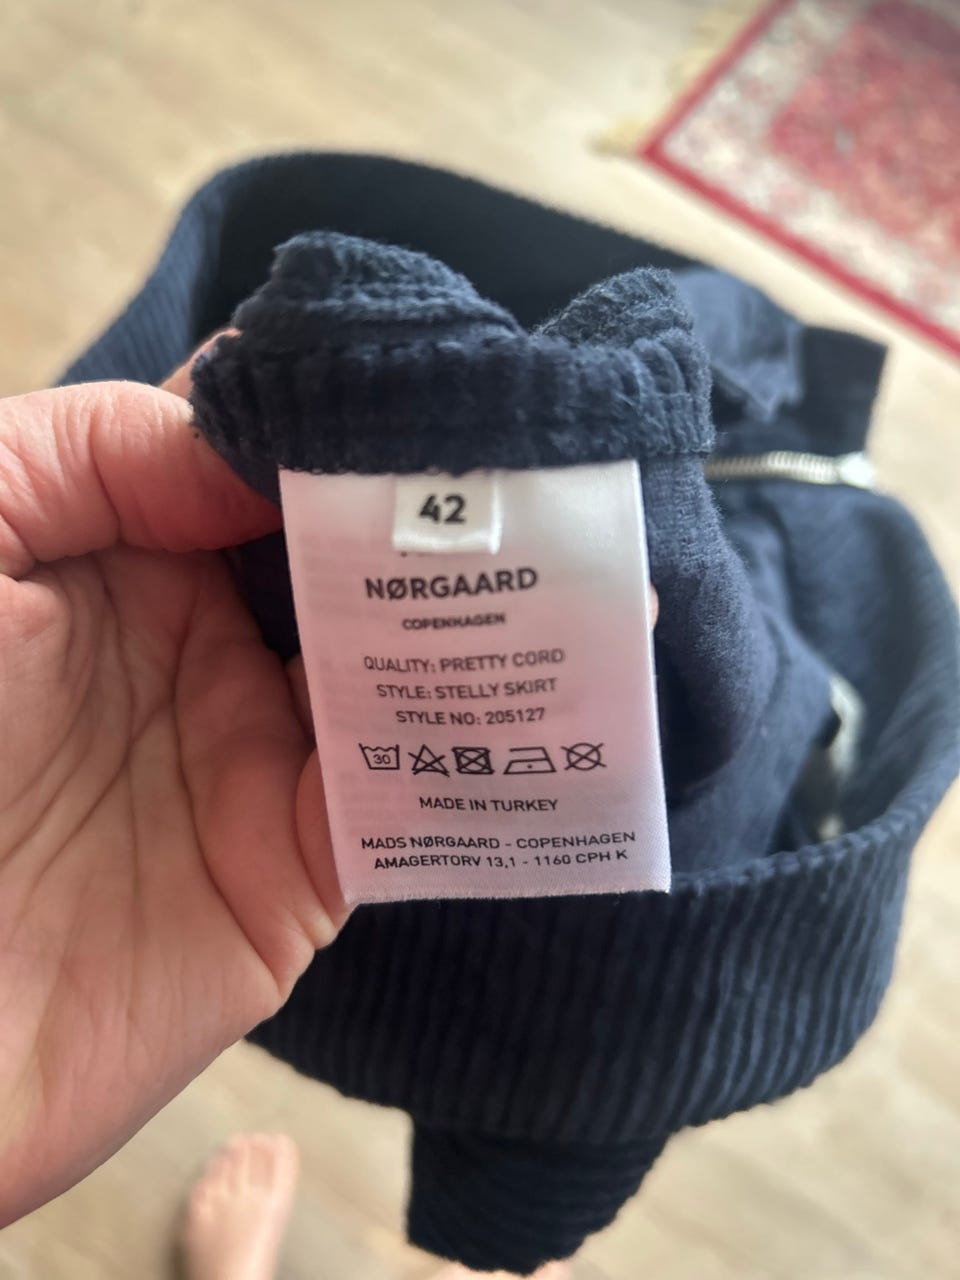 42
NØRGAARD
COPENHAGEN
QUALITY: PRETTY CORD
STYLE: STELLY SKIRT
STYLE NO: 205127
30
MADE IN TURKEY
MADS NØRGAARD - COPENHAGEN
AMAGERTORV 13,1 - 1160 CPH K